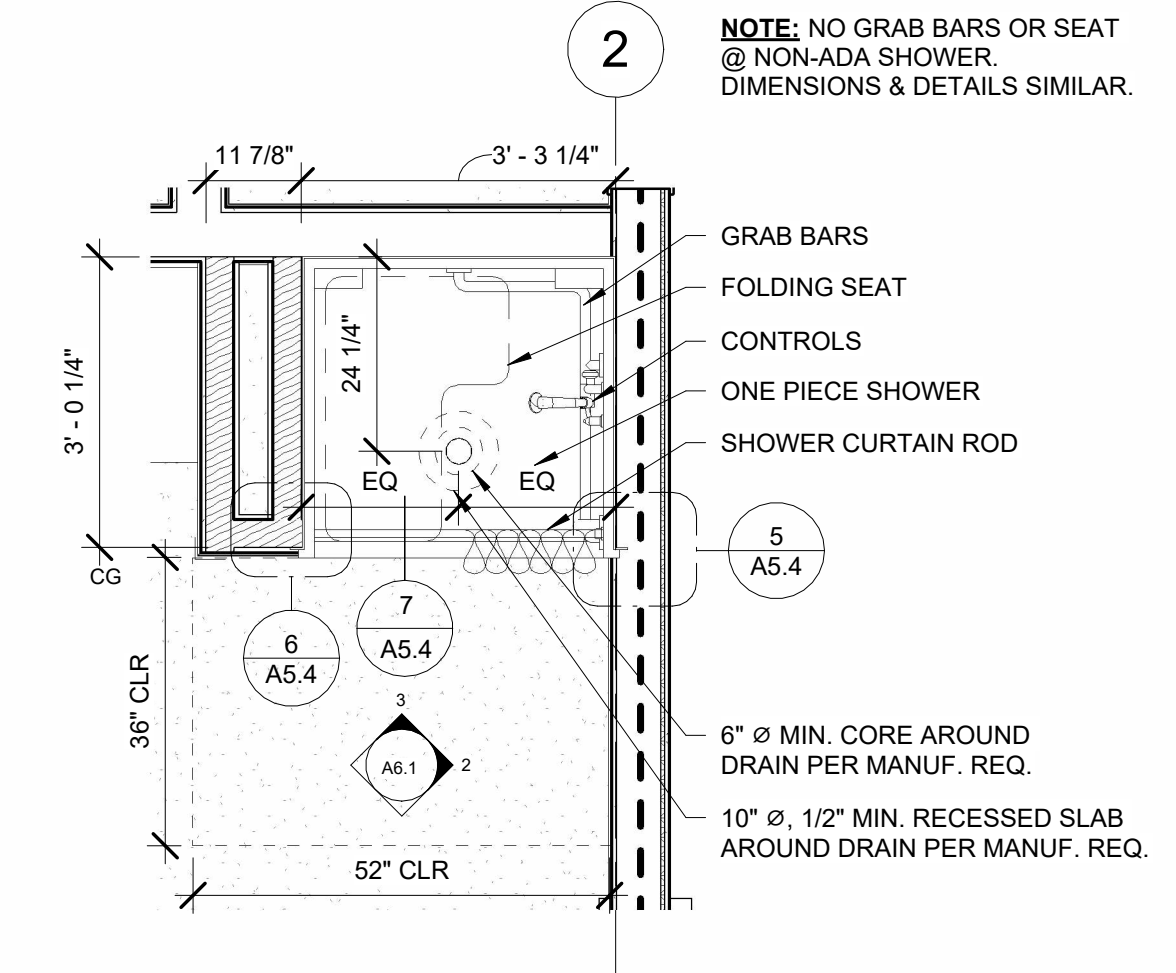 2
NOTE: NO GRAB BARS OR SEAT
@ NON-ADA SHOWER.
DIMENSIONS & DETAILS SIMILAR.
11 7/8"
3' - 3 1/4"
GRAB BARS
FOLDING SEAT
CONTROLS
ONE PIECE SHOWER
SHOWER CURTAIN ROD
24 1/4"
3' - 0 1/4"
EQ
EQ
CG
5
A5.4
7
A5.4
6
A5.4
36" CLR
3
A6.1
2
6" ⌀ MIN. CORE AROUND
DRAIN PER MANUF. REQ.
10" ⌀, 1/2" MIN. RECESSED SLAB
AROUND DRAIN PER MANUF. REQ.
52" CLR